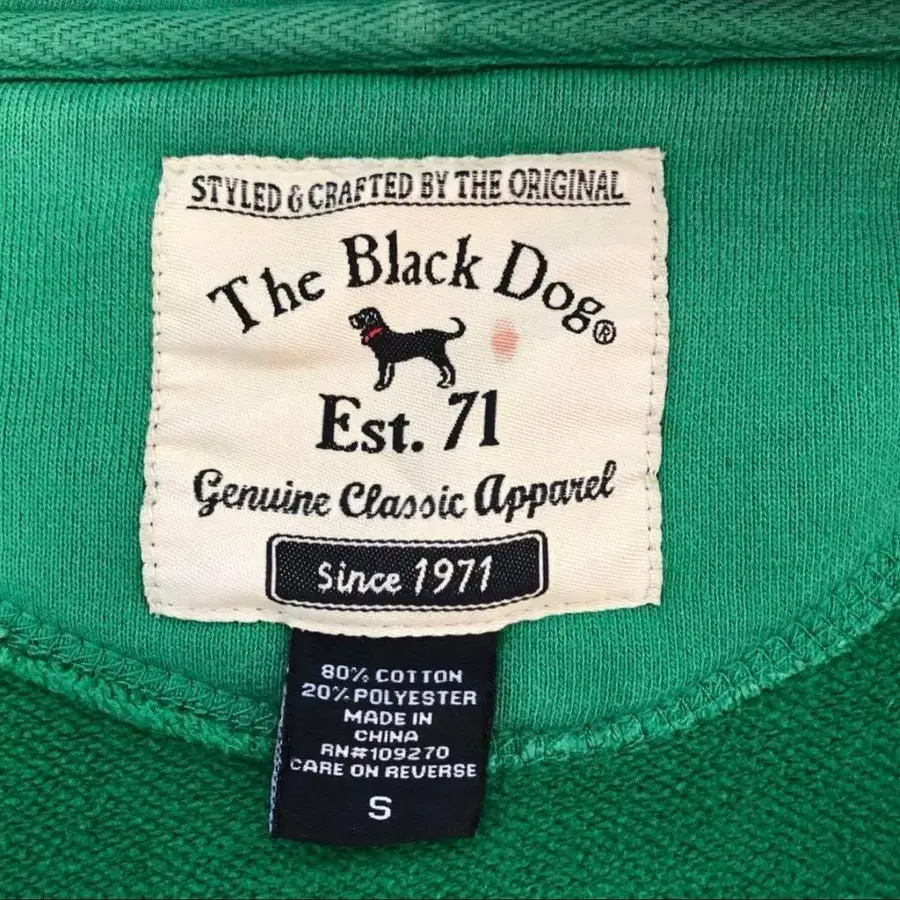 STYLED & CRAFTED BY THE ORIGINAL
The Black Dog®
Est. 71
Genuine Classic Apparel
Since 1971
80% COTTON
20% POLYESTER
MADE IN
CHINA
RN#109270
CARE ON REVERSE
S